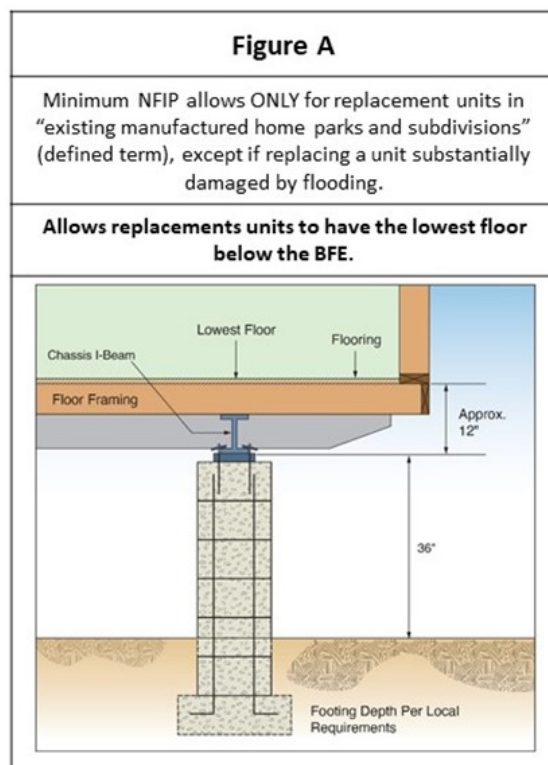 Figure A
Minimum NFIP allows ONLY for replacement units in
“existing manufactured home parks and subdivisions”
(defined term), except if replacing a unit substantially
damaged by flooding.
Allows replacements units to have the lowest floor
below the BFE.
Lowest Floor
Flooring
Chassis I-Beam
Floor Framing
Approx.
12"
36"
Footing Depth Per Local
Requirements